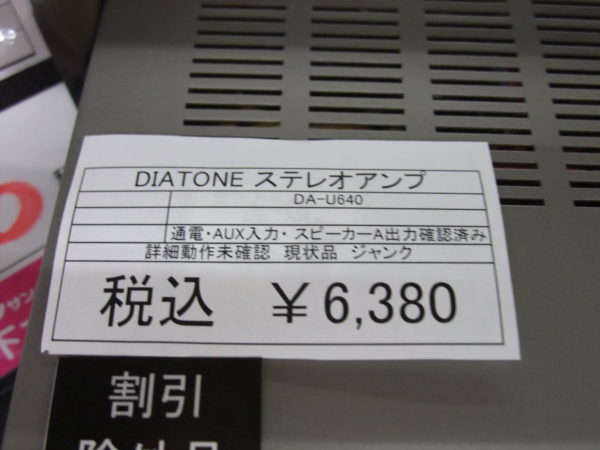 DIATONE ステレオアンプ
DA-U640
通電・AUX入力・スピーカーA出力確認済み
詳細動作未確認 現状品 ジャンク
税込 ￥6,380
割引